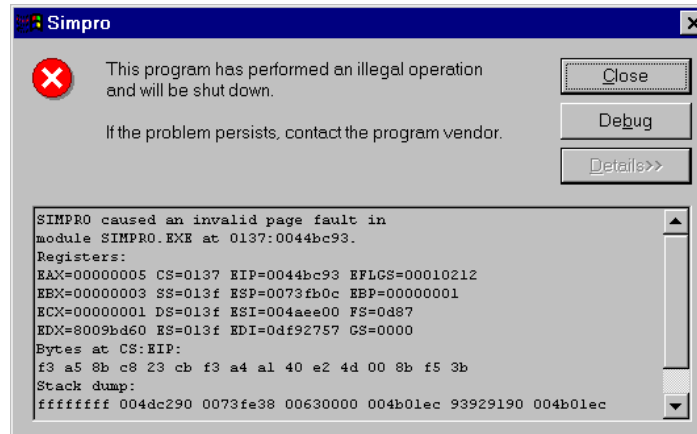 Simpro
This program has performed an illegal operation
and will be shut down.
If the problem persists, contact the program vendor.
Close
Debug
Details>>
SIMPRO caused an invalid page fault in
module SIMPRO.EXE at 0137:0044bc93.
Registers:
EAX=00000005 CS=0137 EIP=0044bc93 EFLGS=00010212
EBX=00000003 SS=013f ESP=0073fb0c EBP=00000001
ECX=00000001 DS=013f ESI=004aee00 FS=0d87
EDX=8009bd60 ES=013f EDI=0df92757 GS=0000
Bytes at CS:EIP:
f3 a5 8b c8 23 cb f3 a4 a1 40 e2 4d 00 8b f5 3b
Stack dump:
ffffffff 004dc290 0073fe38 00630000 004b01ec 93929190 004b01ec